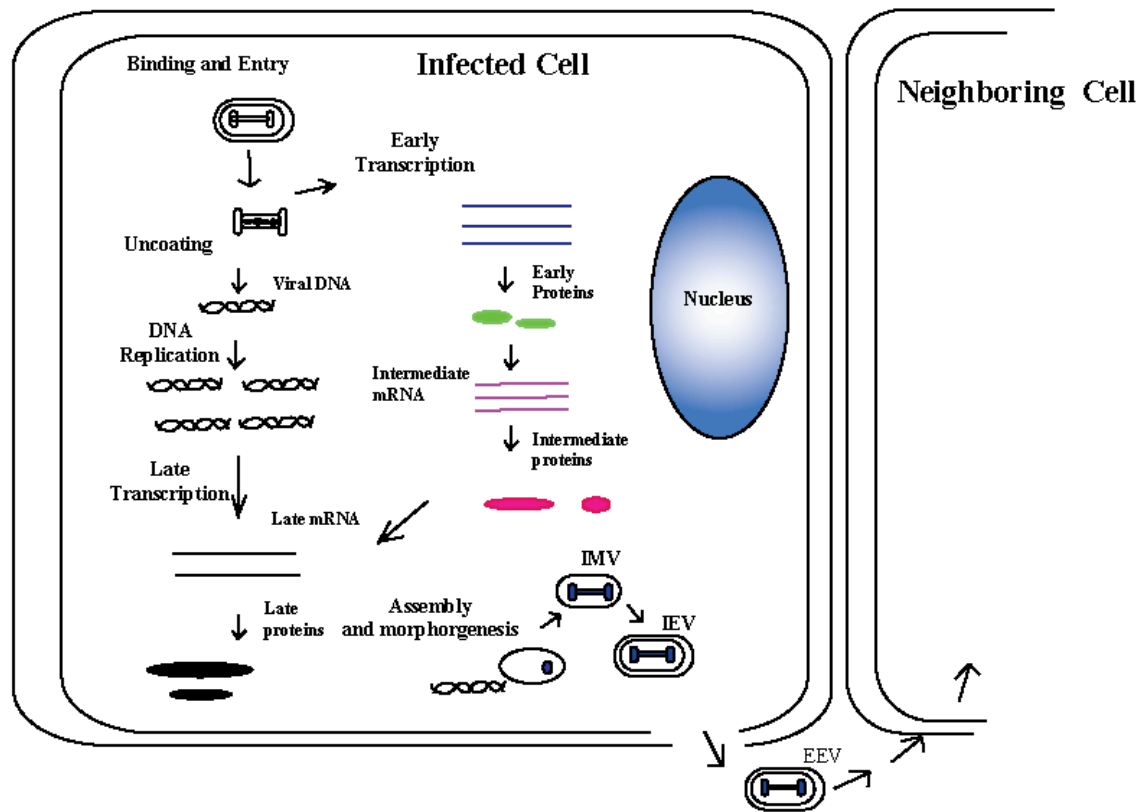 Binding and Entry
Infected Cell
Neighboring Cell
Early
Transcription
Uncoating
Viral DNA
Early
Proteins
Nucleus
DNA
Replication
Intermediate
mRNA
Intermediate
proteins
Late
Transcription
Late mRNA
IMV
Late
proteins
Assembly
and morphorgenesis
IEV
EEV